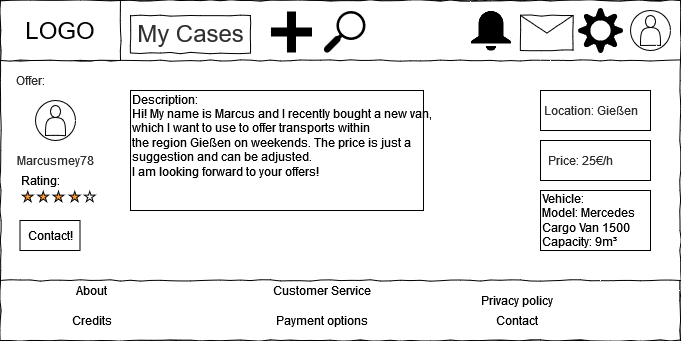 LOGO
My Cases
Offer:
Marcusmey78
Rating:
Contact!
Description:
Hi! My name is Marcus and I recently bought a new van,
which I want to use to offer transports within
the region Gießen on weekends. The price is just a
suggestion and can be adjusted.
I am looking forward to your offers!
Location: Gießen
Price: 25€/h
Vehicle:
Model: Mercedes
Cargo Van 1500
Capacity: 9m³
About
Customer Service
Privacy policy
Credits
Payment options
Contact